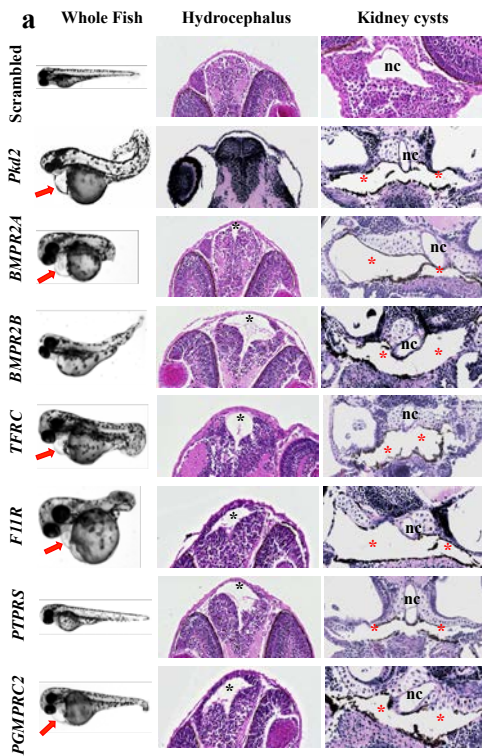 a
Whole Fish Hydrocephalus Kidney cysts
Scrambled nc
Pkd2 nc * *
BMPR2A * nc * *
BMPR2B * nc * *
TFRC * nc * *
F11R * nc * *
PTPRS * nc * *
PGMPRC2 * nc * *